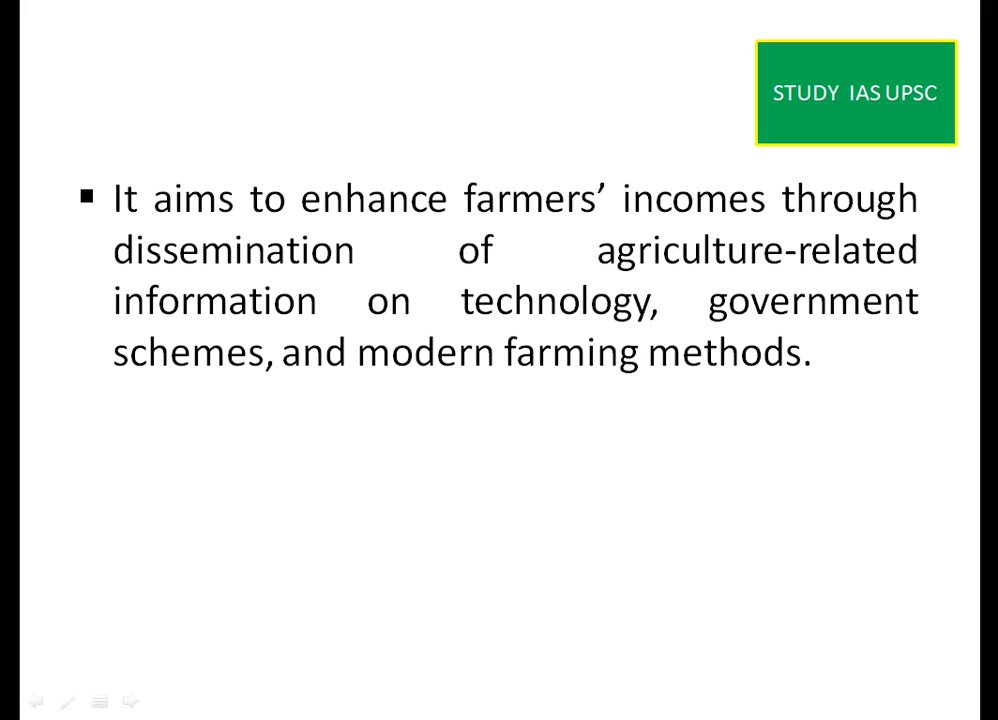 STUDY IAS UPSC
▪ It aims to enhance farmers’ incomes through
dissemination of agriculture-related
information on technology, government
schemes, and modern farming methods.